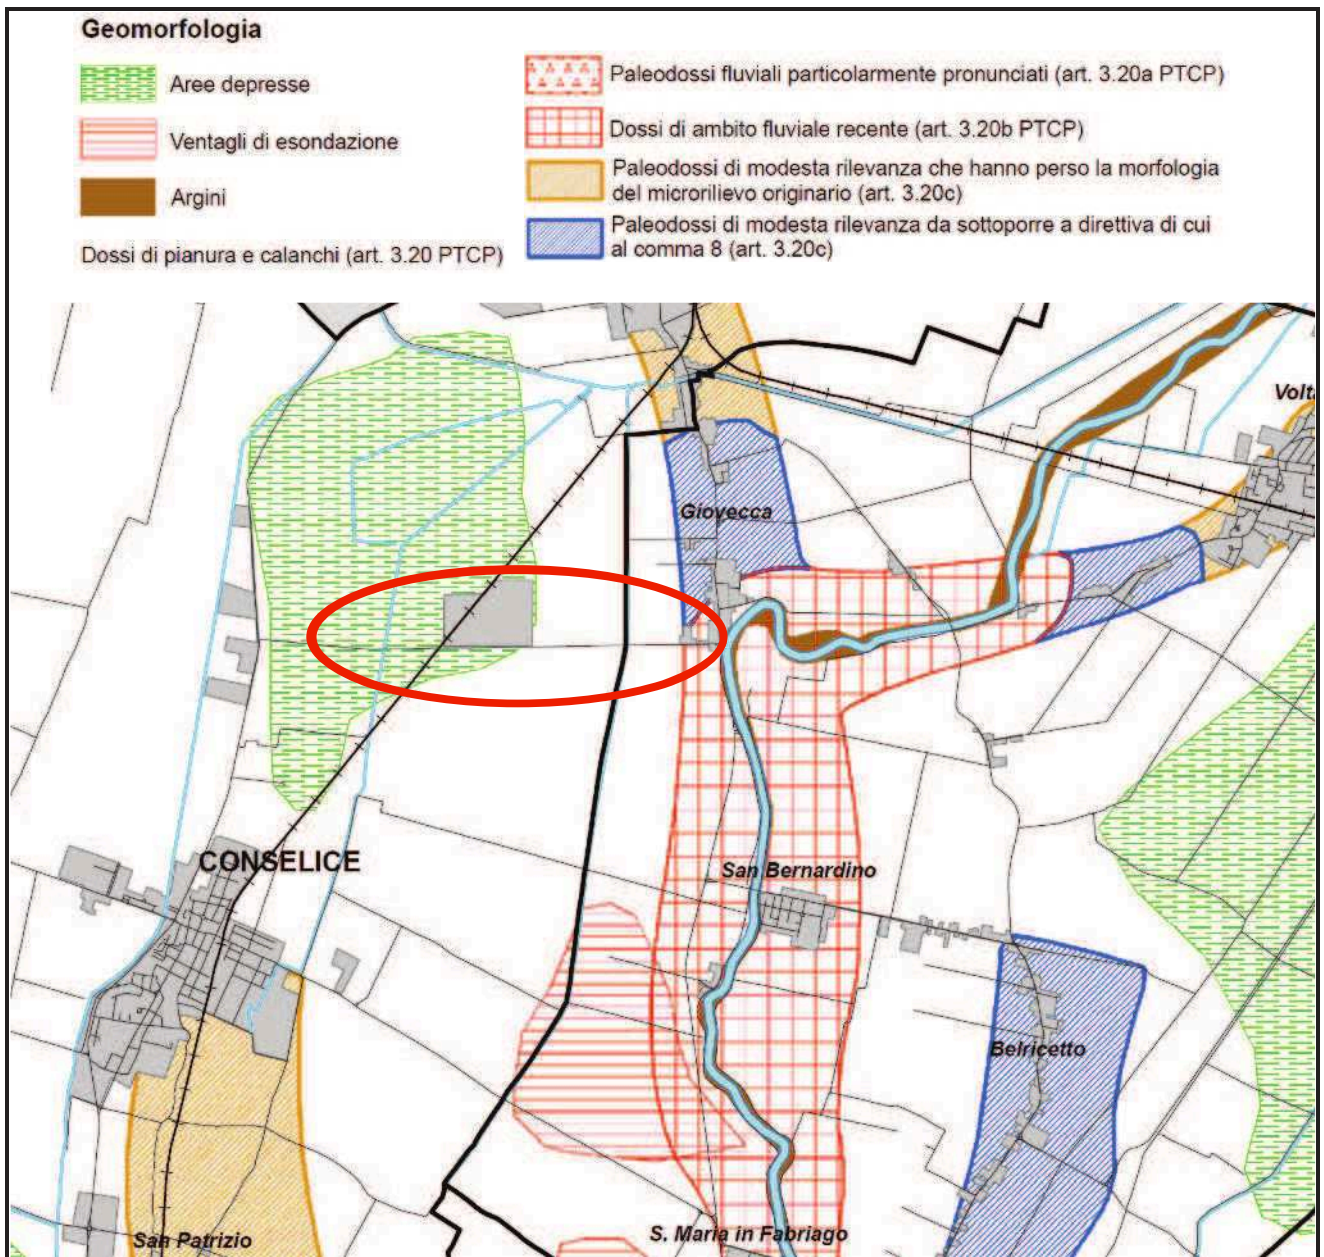 Geomorfologia
Aree depresse
Ventagli di esondazione
Argini
Dossi di pianura e calanchi (art. 3.20 PTCP)
Paleodossi fluviali particolarmente pronunciati (art. 3.20a PTCP)
Dossi di ambito fluviale recente (art. 3.20b PTCP)
Paleodossi di modesta rilevanza che hanno perso la morfologia
del microrilievo originario (art. 3.20c)
Paleodossi di modesta rilevanza da sottoporre a direttiva di cui
al comma 8 (art. 3.20c)
Volta
Giovecca
CONSELICE
San Bernardino
Belricetto
San Patrizio
S. Maria in Fabriago